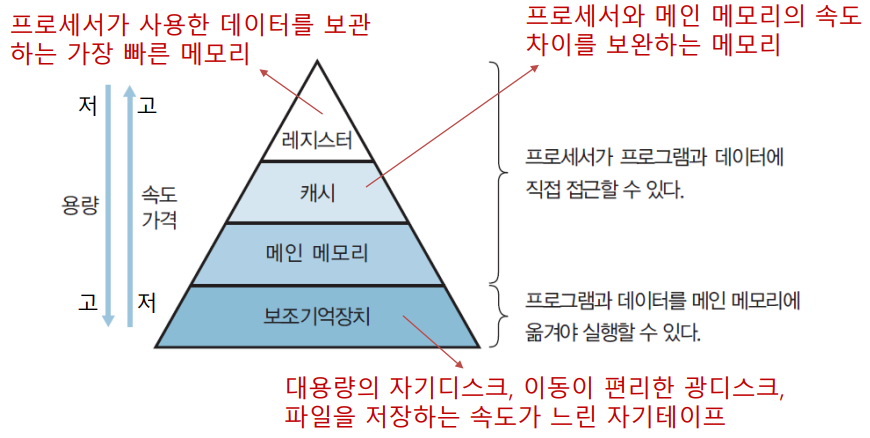 프로세서가 사용한 데이터를 보관
하는 가장 빠른 메모리
프로세서와 메인 메모리의 속도
차이를 보완하는 메모리
저 고
용량
속도
가격
고 저
레지스터
캐시
메인 메모리
보조기억장치
프로세서가 프로그램과 데이터에
직접 접근할 수 있다.
프로그램과 데이터를 메인 메모리에
옮겨야 실행할 수 있다.
대용량의 자기디스크, 이동이 편리한 광디스크,
파일을 저장하는 속도가 느린 자기테이프